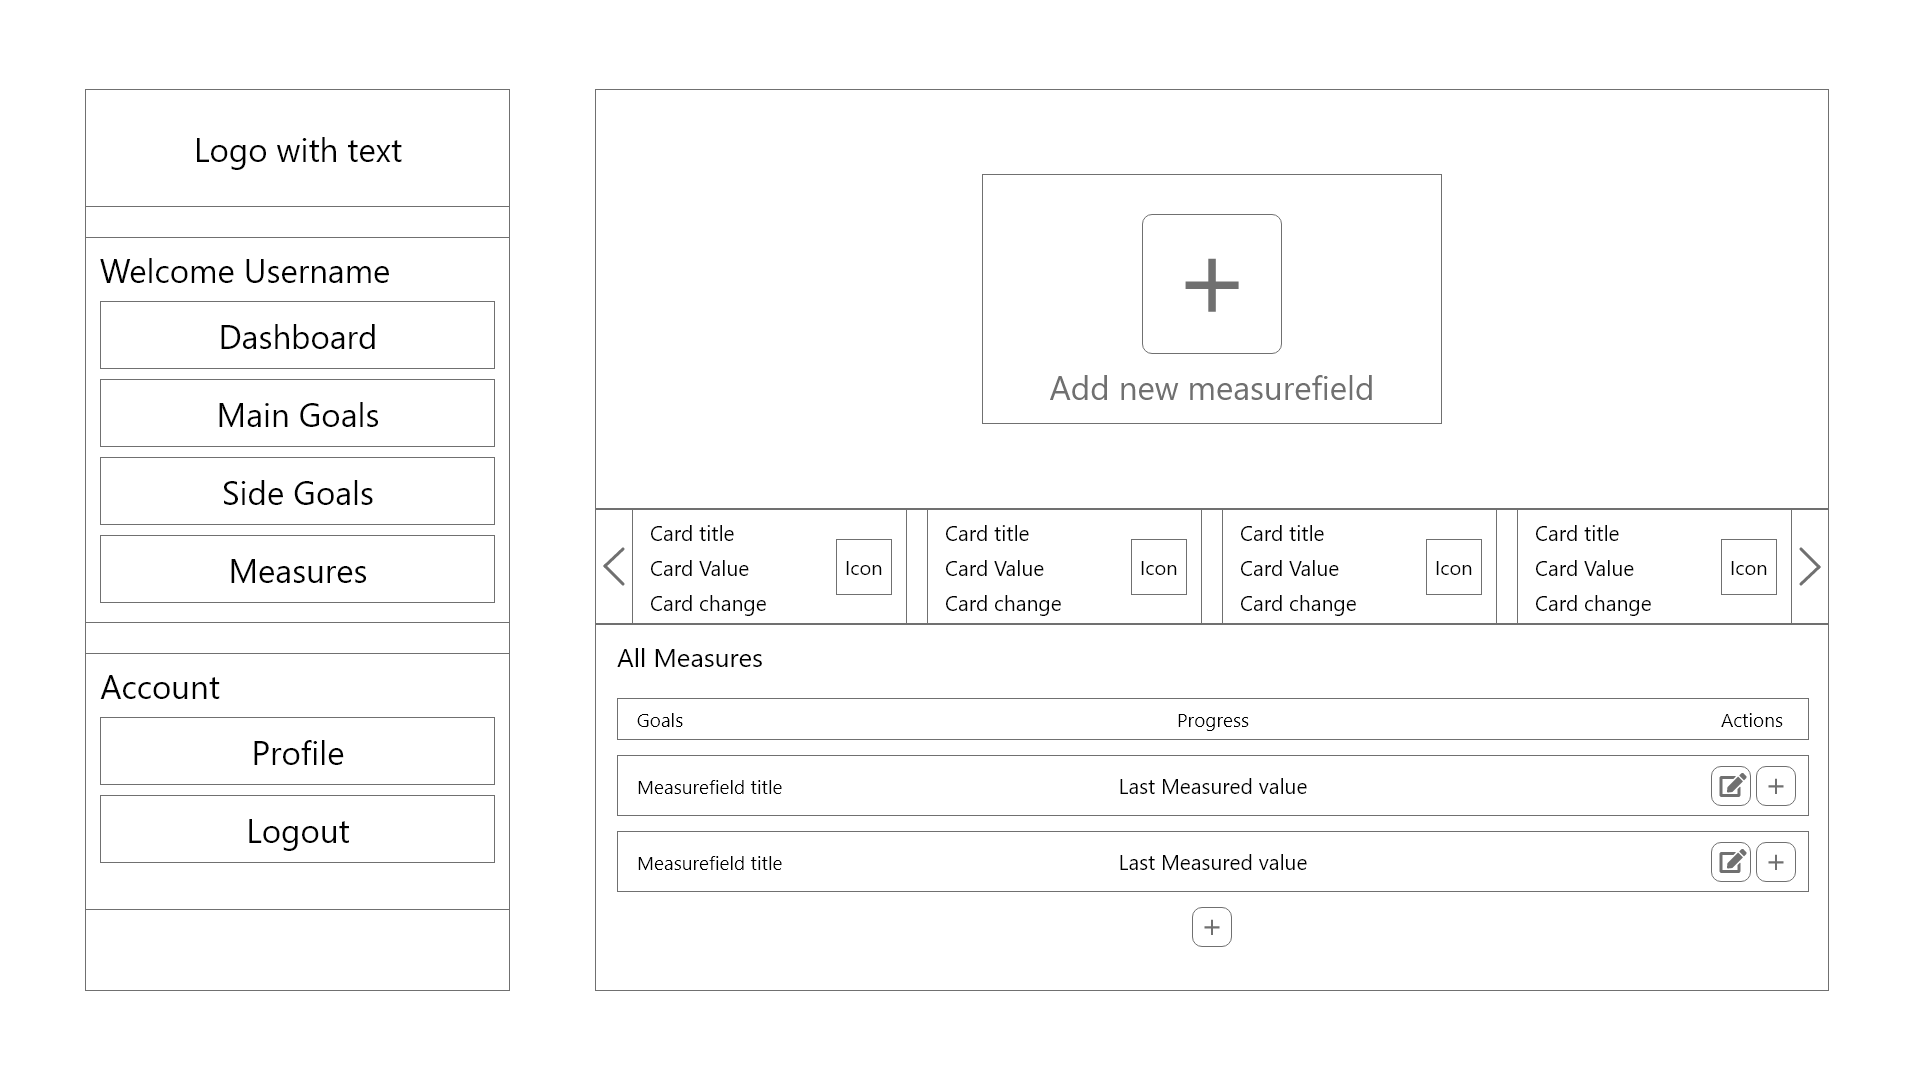 Logo with text
Welcome Username
Dashboard
Main Goals
Side Goals
Measures
Account
Profile
Logout
Add new measurefield
Card title
Card Value
Card change
Icon
Card title
Card Value
Card change
Icon
Card title
Card Value
Card change
Icon
Card title
Card Value
Card change
Icon
All Measures
Goals Progress Actions
Measurefield title Last Measured value
Measurefield title Last Measured value